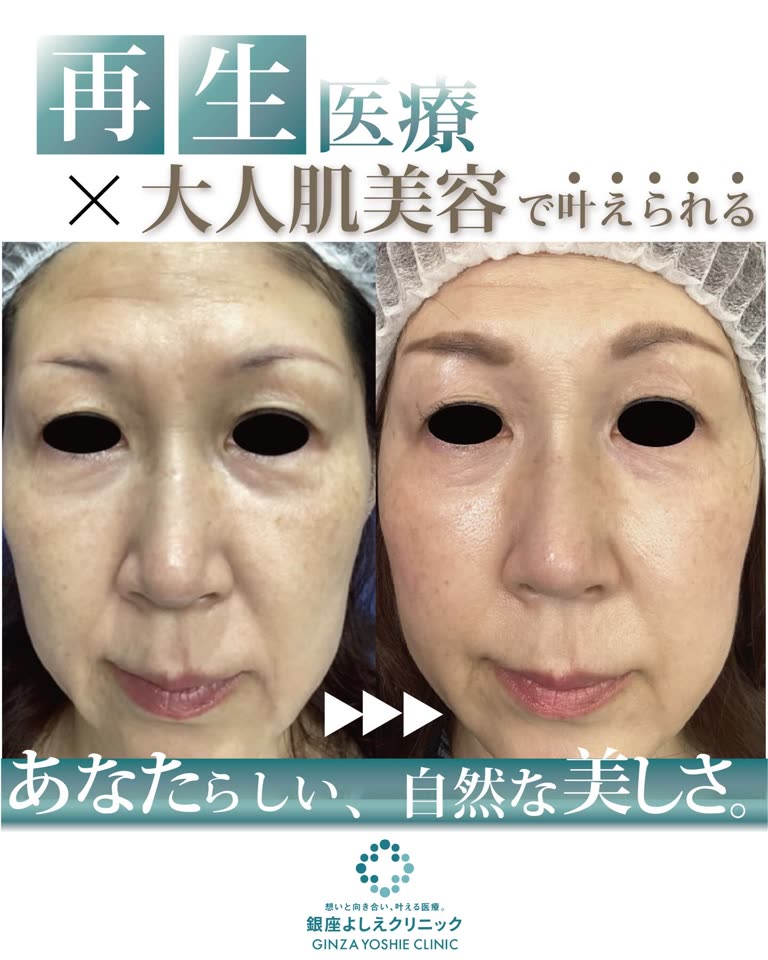 再生医療
×大人肌美容で叶えられる
あなたらしい、自然な美しさ。
想いと向き合い、叶える医療。
銀座よしえクリニック
GINZA YOSHIE CLINIC